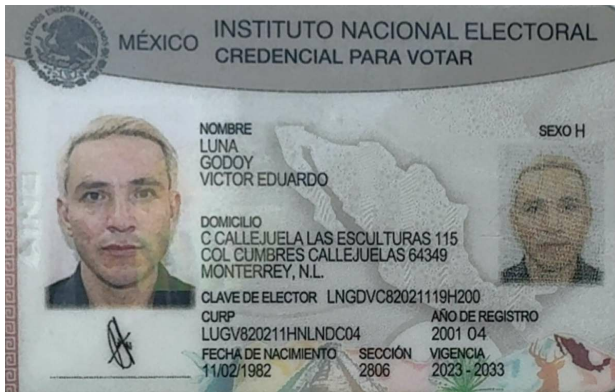 MÉXICO
INSTITUTO NACIONAL ELECTORAL
CREDENCIAL PARA VOTAR
NOMBRE
LUNA
GODOY
VICTOR EDUARDO
SEXO H
DOMICILIO
C CALLEJUELA LAS ESCULTURAS 115
COL CUMBRES CALLEJUELAS 64349
MONTERREY, N.L.
CLAVE DE ELECTOR LNGDVC82021119H200
CURP
LUGV820211HNLNDC04
AÑO DE REGISTRO
2001 04
FECHA DE NACIMIENTO
11/02/1982
SECCIÓN
2806
VIGENCIA
2023 - 2033